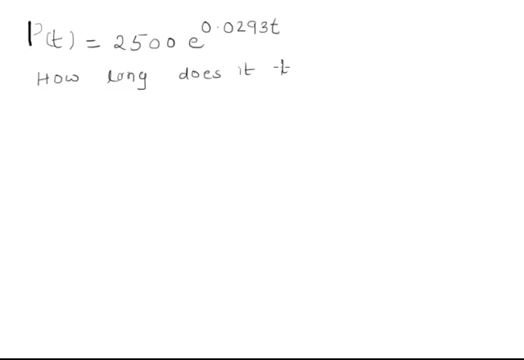 P(t) = 2500 e^0.0293t
How long does it t